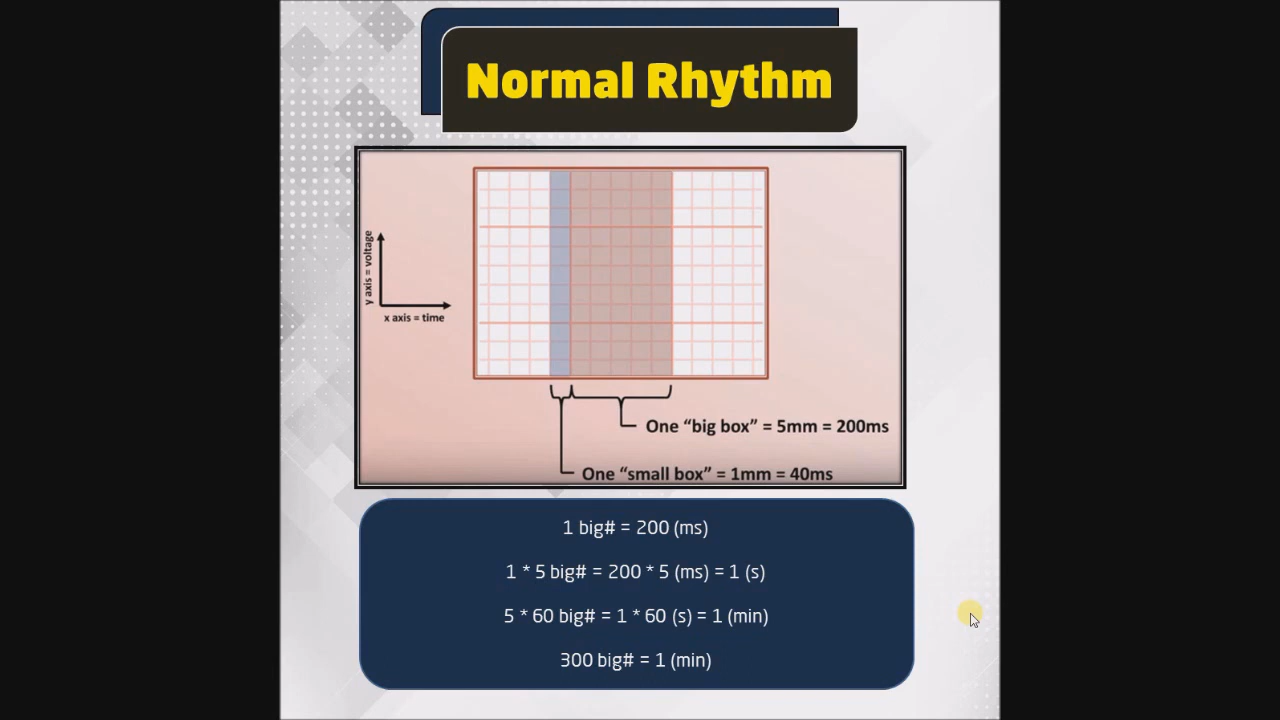 Normal Rhythm
y axis = voltage
x axis = time
One “big box” = 5mm = 200ms
One “small box” = 1mm = 40ms
1 big# = 200 (ms)
1 * 5 big# = 200 * 5 (ms) = 1 (s)
5 * 60 big# = 1 * 60 (s) = 1 (min)
300 big# = 1 (min)